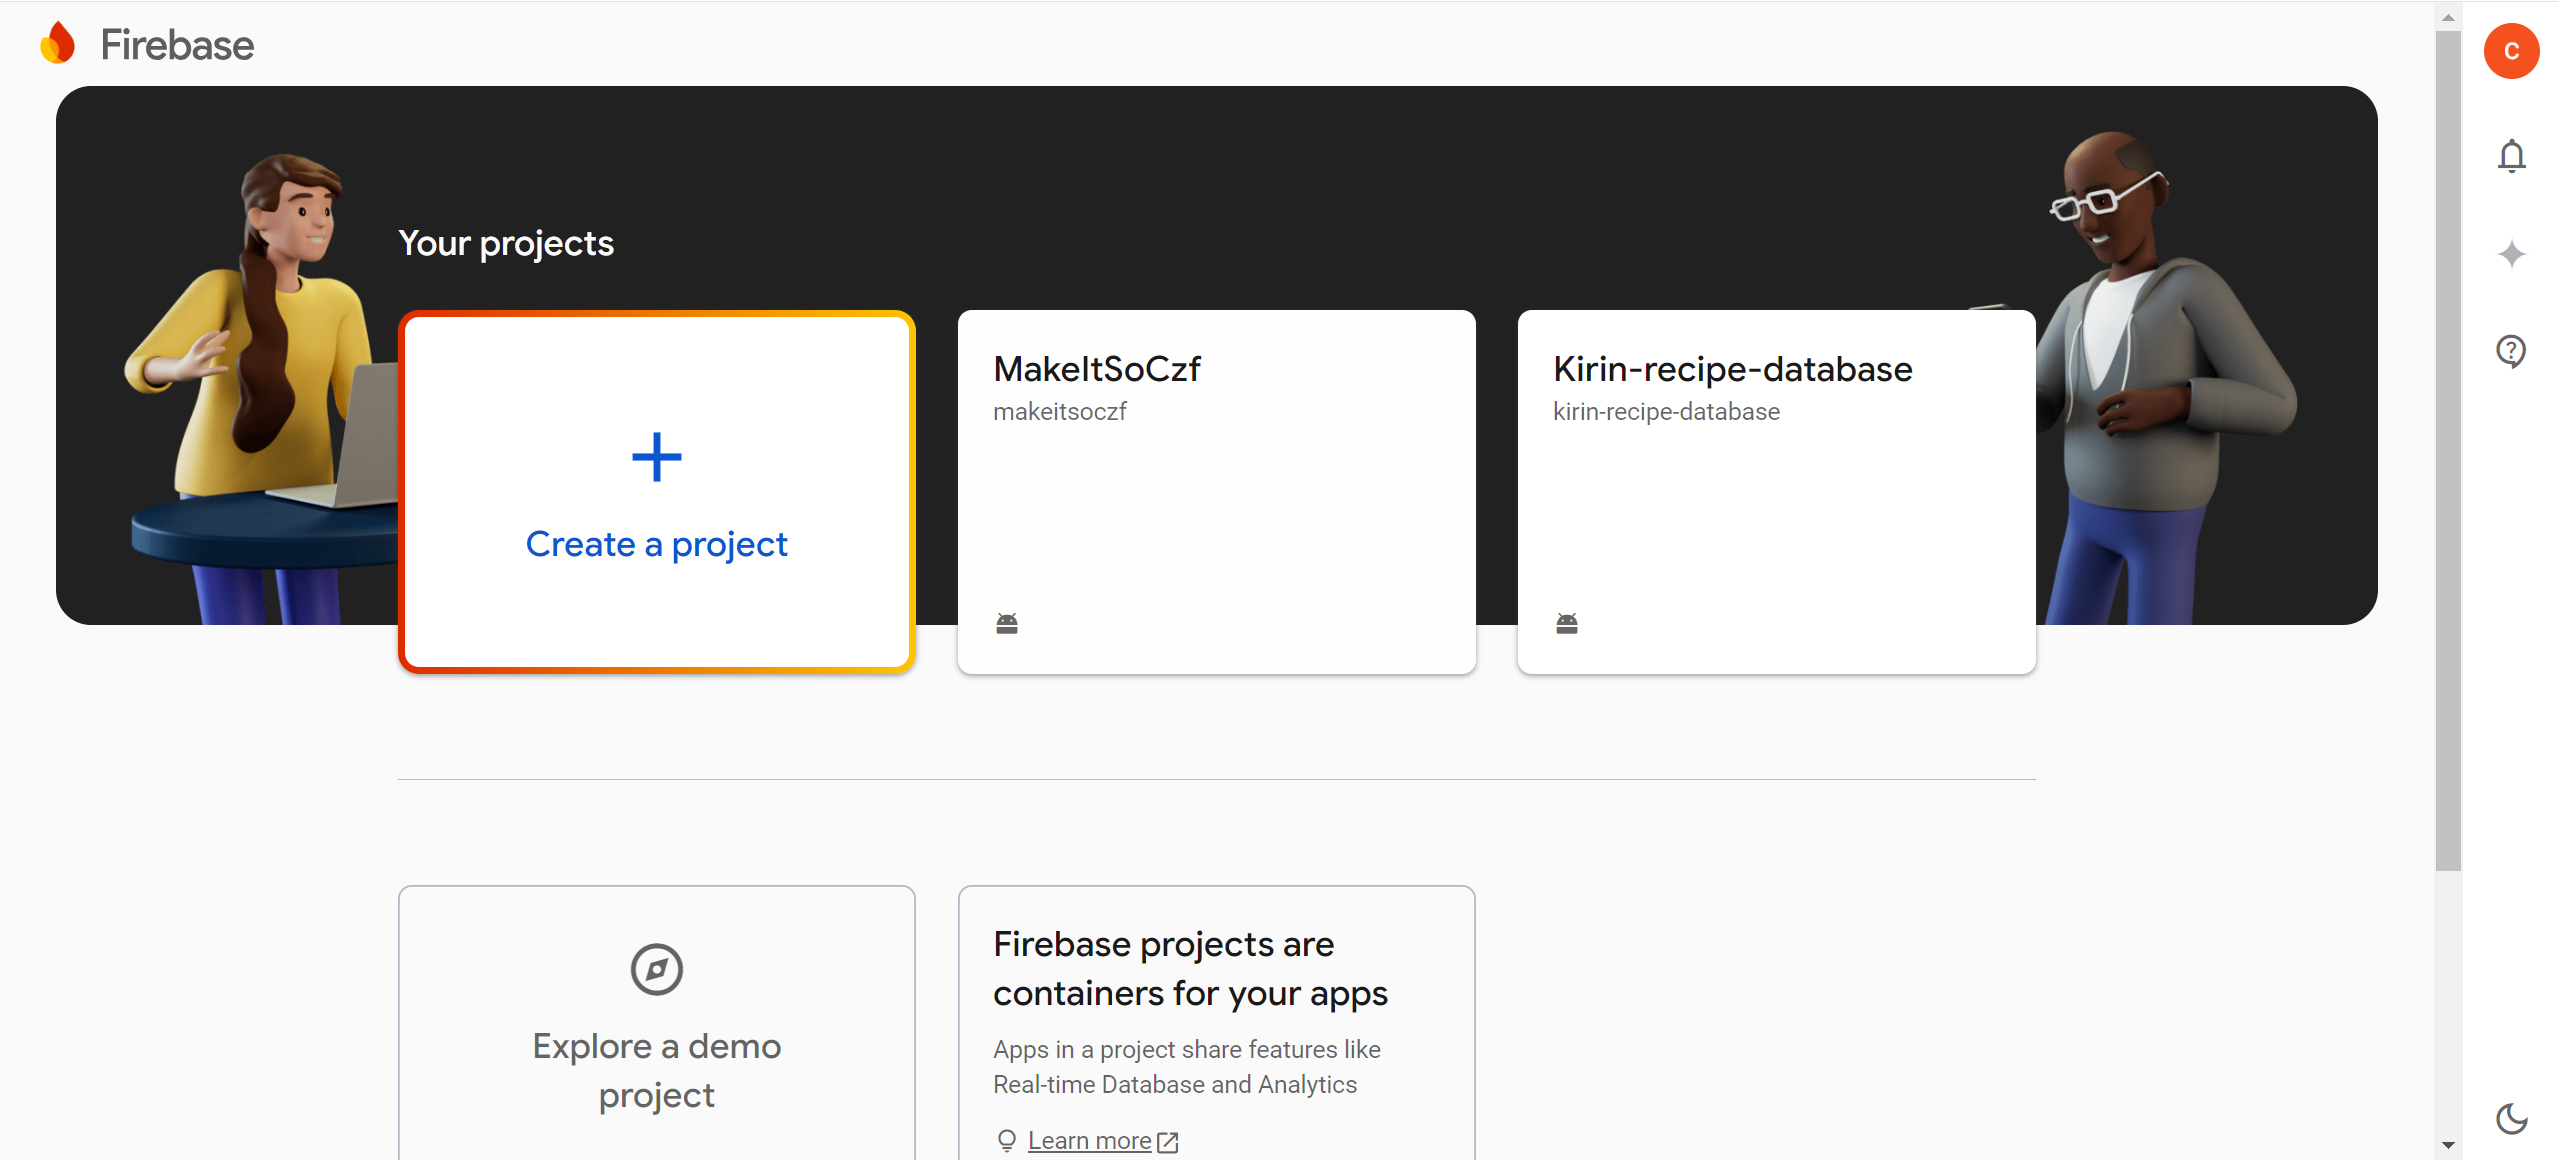 Firebase
C
Your projects
Create a project
MakeItSoCzf
makeitsoczf
Kirin-recipe-database
kirin-recipe-database
Explore a demo
project
Firebase projects are
containers for your apps
Apps in a project share features like
Real-time Database and Analytics
Learn more